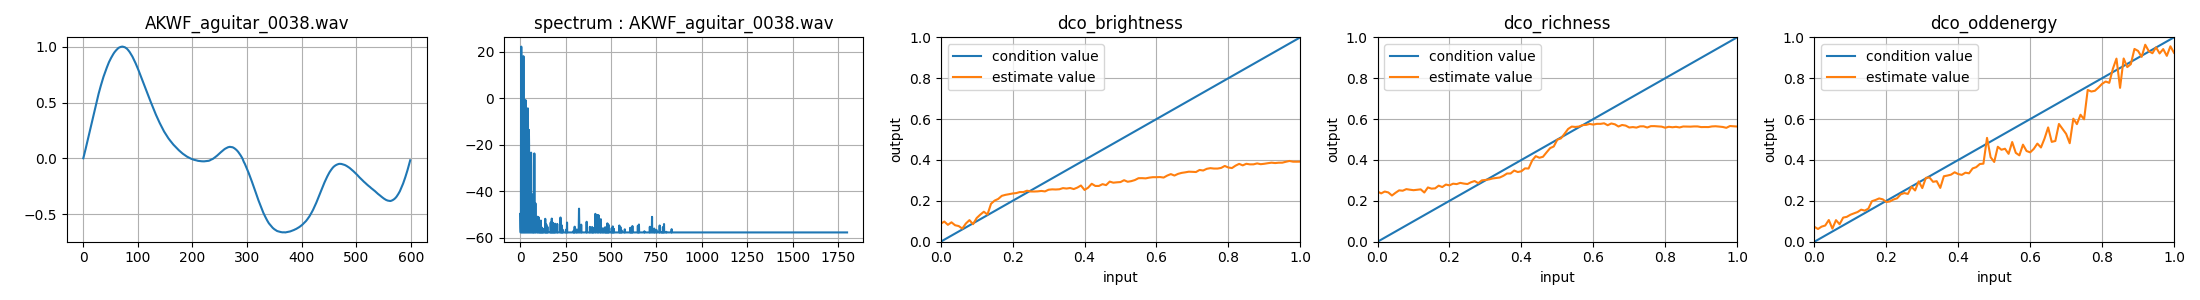 AKWF_aguitar_0038.wav
1.0
0.5
0.0
−0.5
0 100 200 300 400 500 600
spectrum : AKWF_aguitar_0038.wav
20
0
−20
−40
−60
0 250 500 750 1000 1250 1500 1750
dco_brightness
condition value
estimate value
output
1.0
0.8
0.6
0.4
0.2
0.0
0.0 0.2 0.4 0.6 0.8 1.0
input
dco_richness
condition value
estimate value
output
1.0
0.8
0.6
0.4
0.2
0.0
0.0 0.2 0.4 0.6 0.8 1.0
input
dco_oddenergy
condition value
estimate value
output
1.0
0.8
0.6
0.4
0.2
0.0
0.0 0.2 0.4 0.6 0.8 1.0
input